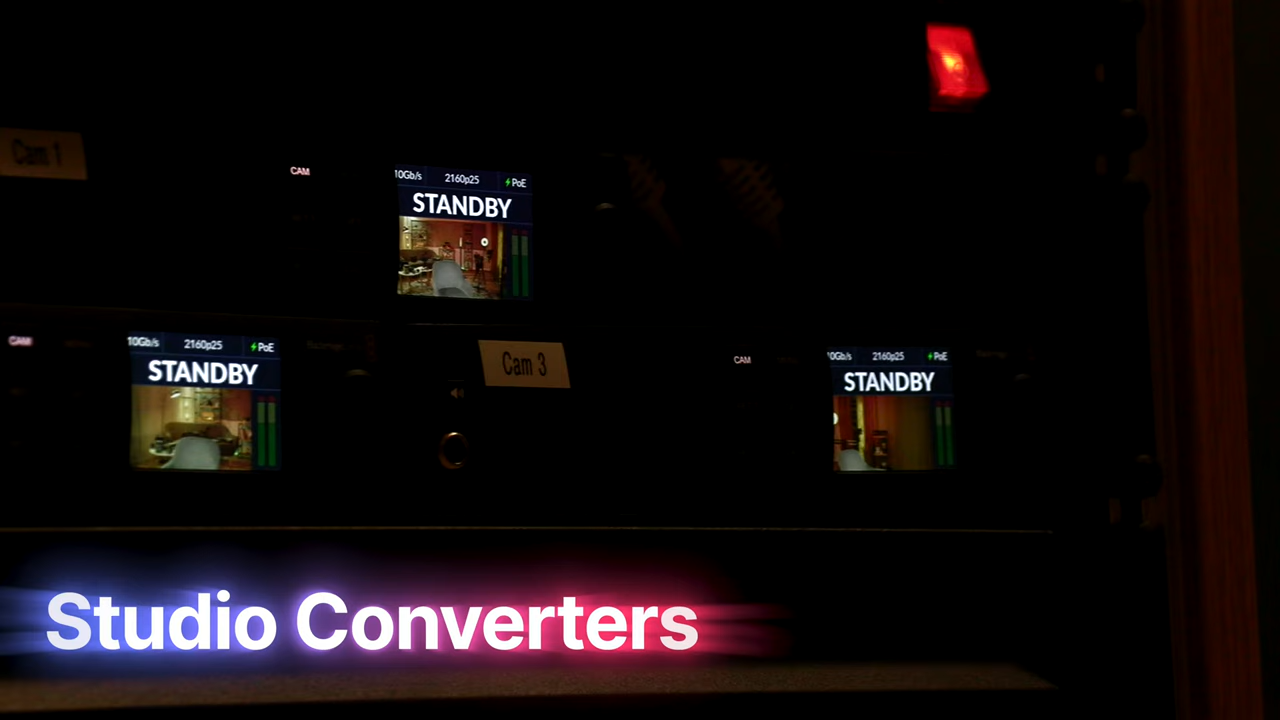 Cam 1
CAM
10Gb/s 2160p25 PoE
STANDBY
CAM
10Gb/s 2160p25 PoE
STANDBY
Cam 3
CAM
10Gb/s 2160p25 PoE
STANDBY
Studio Converters